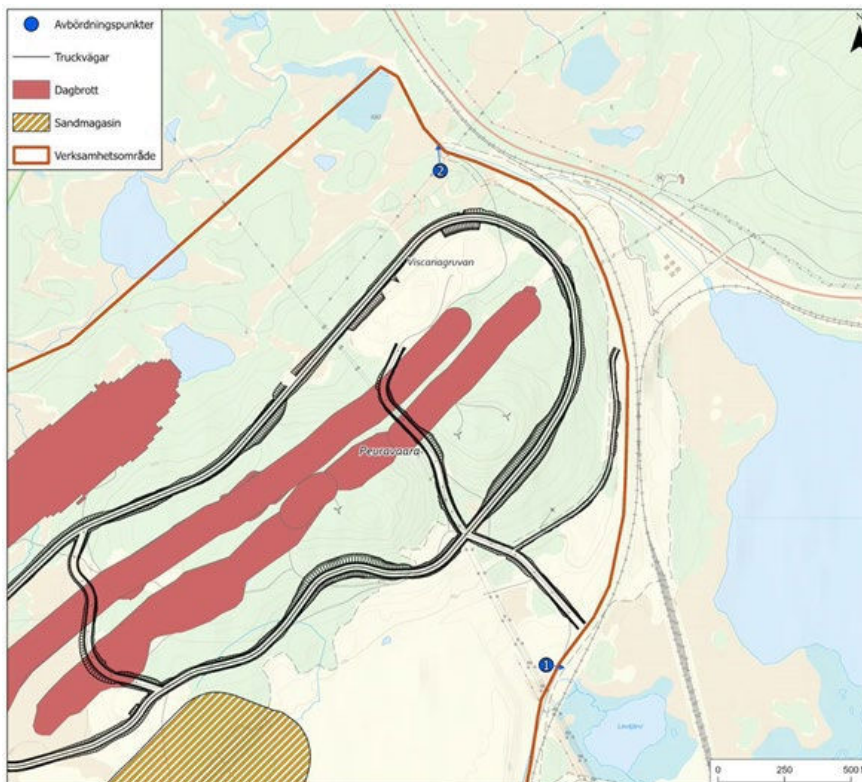 Avbördningspunkter
Truckvägar
Dagbrott
Sandmagasin
Verksamhetsområde
2
Viscariagruvan
Peuravaara
1
0
250
500